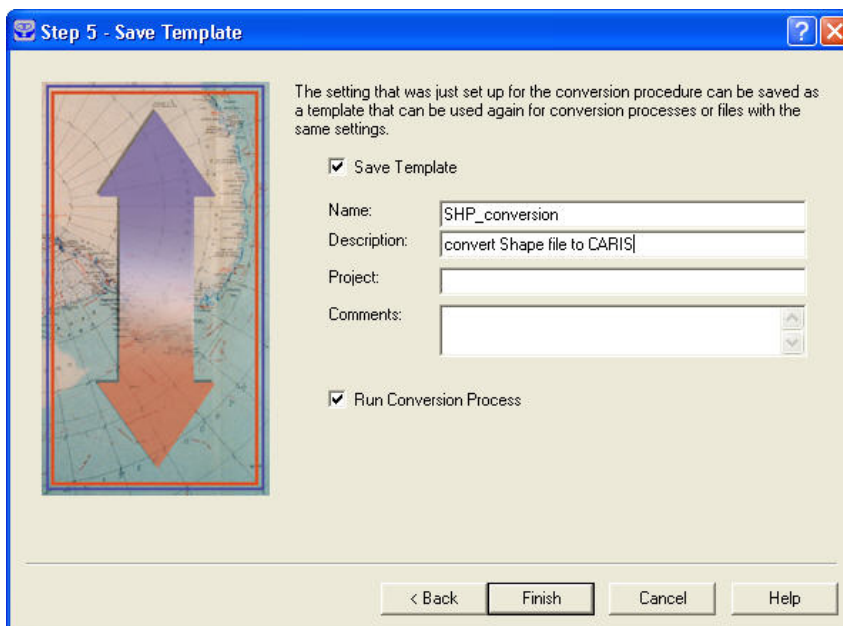 Step 5 - Save Template
The setting that was just set up for the conversion procedure can be saved as
a template that can be used again for conversion processes or files with the
same settings.
Save Template
Name: SHP_conversion
Description: convert Shape file to CARIS
Project:
Comments:
Run Conversion Process
< Back Finish Cancel Help